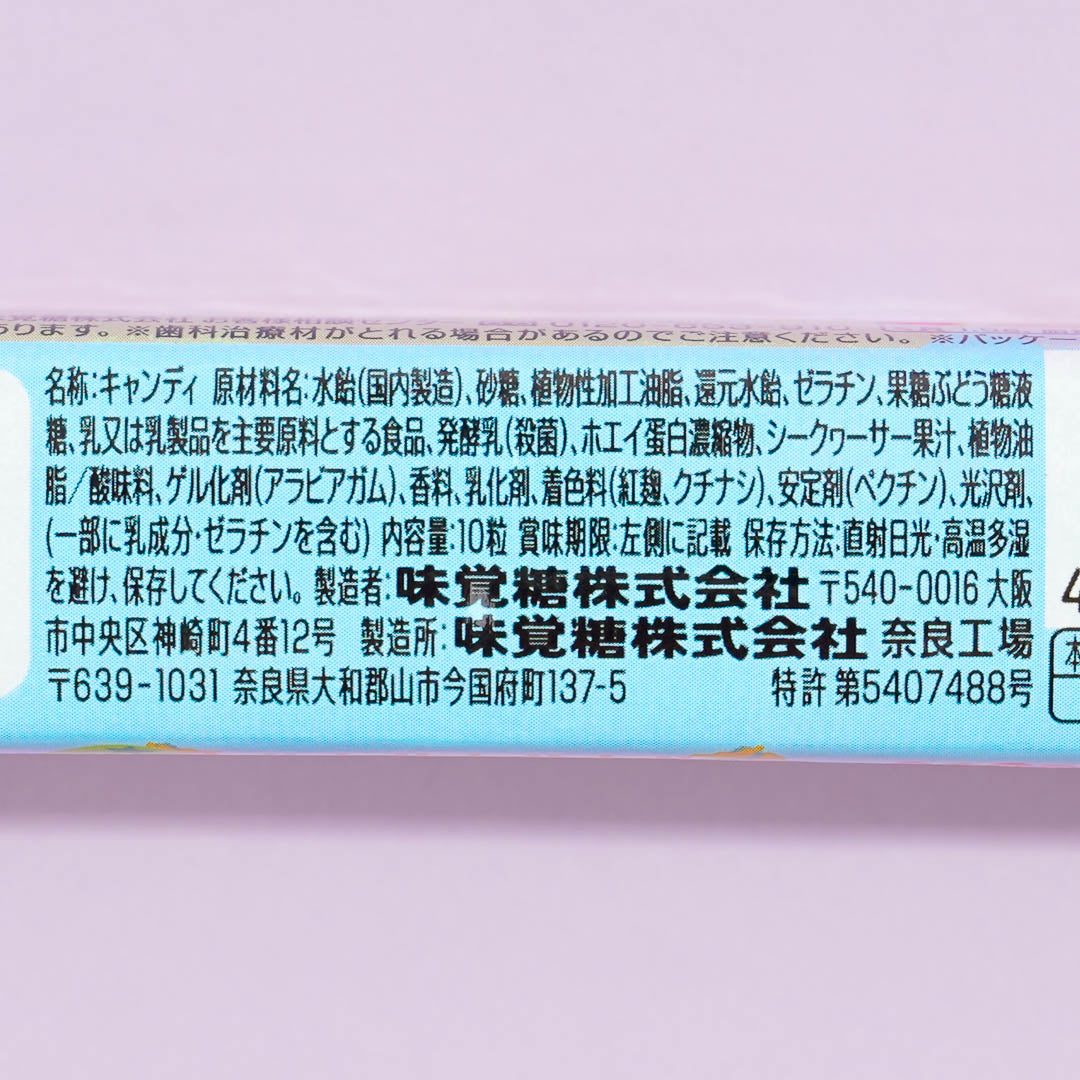 ります。※歯科治療材がとれる場合があるのでご注意ください。※パッケー
名称:キャンディ 原材料名:水飴(国内製造)、砂糖、植物性加工油脂、還元水飴、ゼラチン、果糖ぶどう糖液
糖、乳又は乳製品を主要原料とする食品、発酵乳(殺菌)、ホエイ蛋白濃縮物、シークヮーサー果汁、植物油
脂/酸味料、ゲル化剤(アラビアガム)、香料、乳化剤、着色料(紅麹、クチナシ)、安定剤(ペクチン)、光沢剤、
(一部に乳成分・ゼラチンを含む) 内容量:10粒 賞味期限:左側に記載 保存方法:直射日光・高温多湿
を避け、保存してください。製造者:味覚糖株式会社 〒540-0016 大阪
市中央区神崎町4番12号 製造所:味覚糖株式会社 奈良工場
〒639-1031 奈良県大和郡山市今国府町137-5 特許 第5407488号
4
本